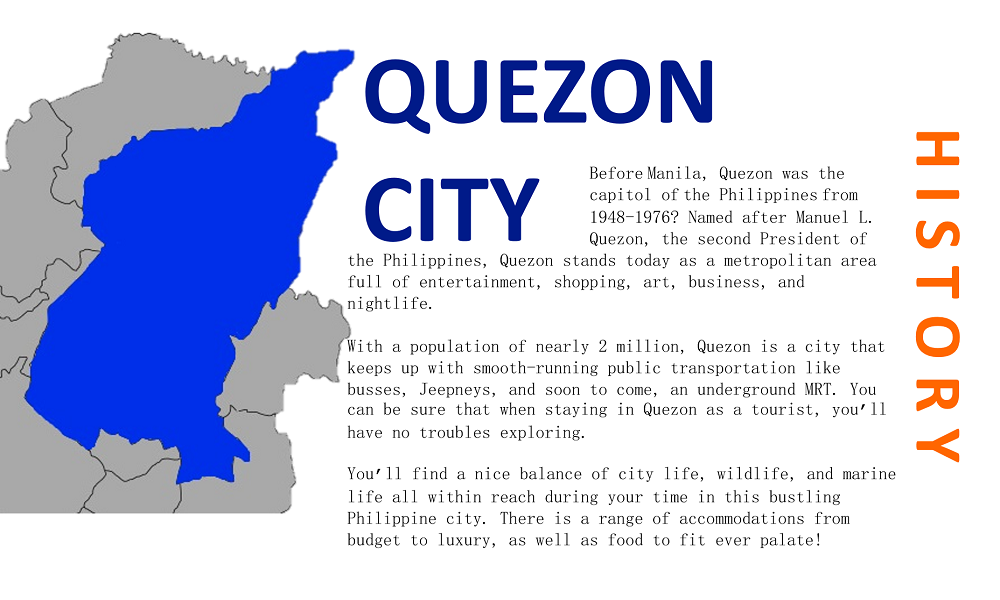 QUEZON
CITY
Before Manila, Quezon was the
capitol of the Philippines from
1948-1976? Named after Manuel L.
Quezon, the second President of
the Philippines, Quezon stands today as a metropolitan area
full of entertainment, shopping, art, business, and
nightlife.
With a population of nearly 2 million, Quezon is a city that
keeps up with smooth-running public transportation like
busses, Jeepneys, and soon to come, an underground MRT. You
can be sure that when staying in Quezon as a tourist, you'll
have no troubles exploring.
You'll find a nice balance of city life, wildlife, and marine
life all within reach during your time in this bustling
Philippine city. There is a range of accommodations from
budget to luxury, as well as food to fit ever palate!
HISTORY